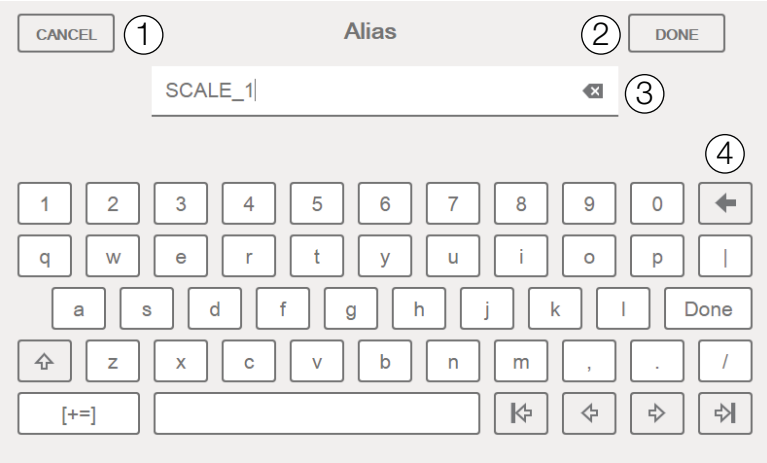 CANCEL 1 Alias 2 DONE
SCALE_1 3
4
1 2 3 4 5 6 7 8 9 0
q w e r t y u i o p |
a s d f g h j k l Done
z x c v b n m , . /
[+=]